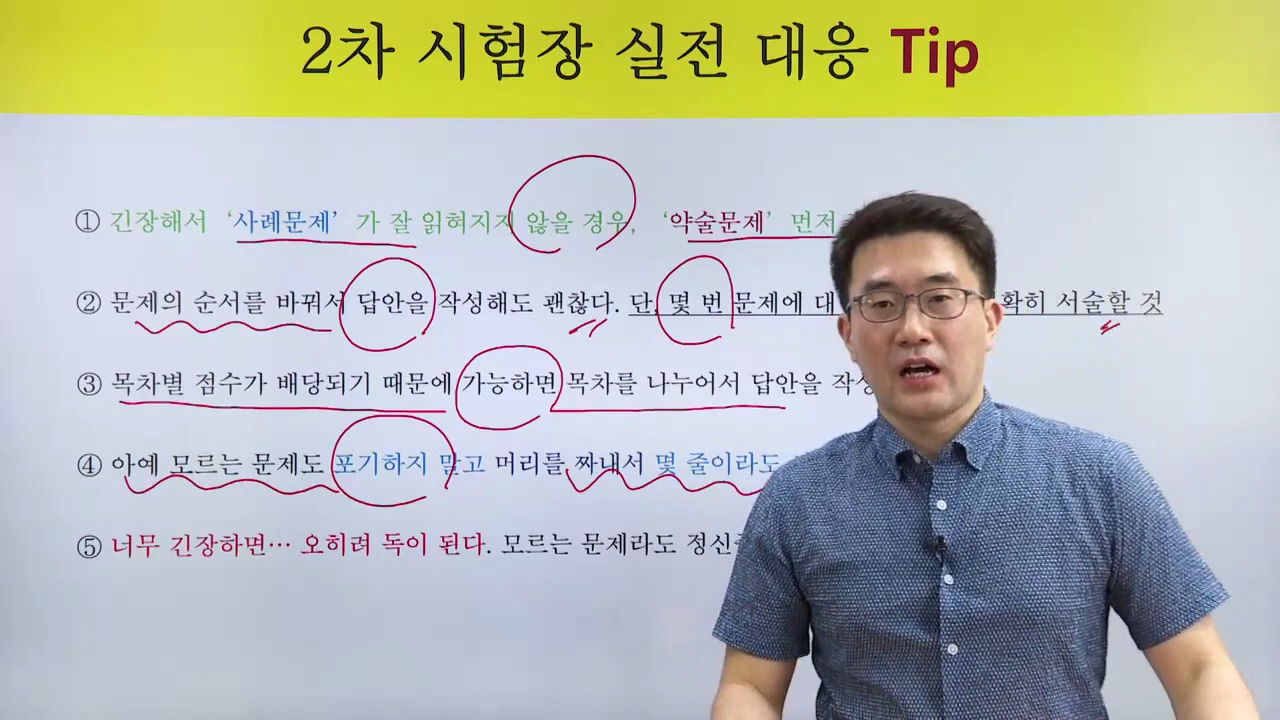 2차 시험장 실전 대응 Tip
① 긴장해서 ‘사례문제’ 가 잘 읽혀지지 않을 경우, ‘약술문제’ 먼저
② 문제의 순서를 바꿔서 답안을 작성해도 괜찮다. 단, 몇 번 문제에 대 확히 서술할 것
③ 목차별 점수가 배당되기 때문에 가능하면 목차를 나누어서 답안을 작성
④ 아예 모르는 문제도 포기하지 말고 머리를 짜내서 몇 줄이라도
⑤ 너무 긴장하면… 오히려 독이 된다. 모르는 문제라도